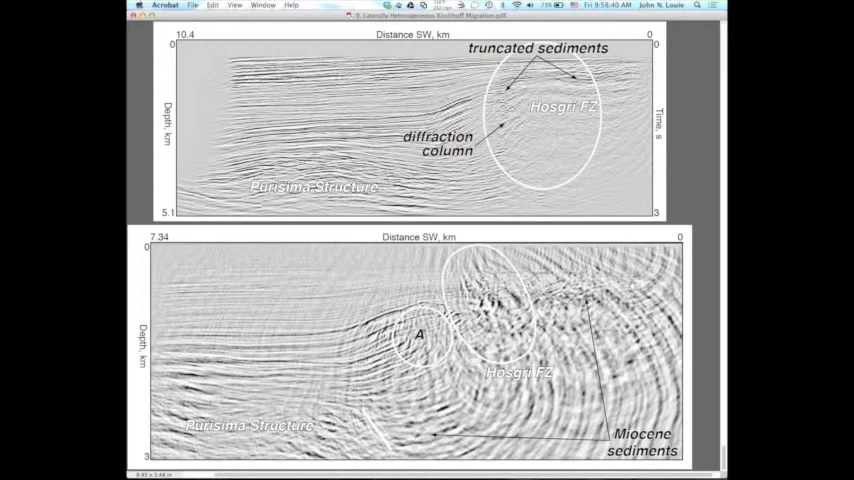 Acrobat File Edit View Window Help
Fri 9:58:40 AM John N. Louie
9. Laterally Heterogeneous Kirchhoff Migration.pdf
10.4 Distance SW, km 0
0 0
truncated sediments
Hosgri FZ
Depth, km
Time, s
diffraction
column
Purisima Structure
5.1 3
7.34 Distance SW, km 0
0
A
Depth, km
Hosgri FZ
Purisima Structure
Miocene
sediments
3